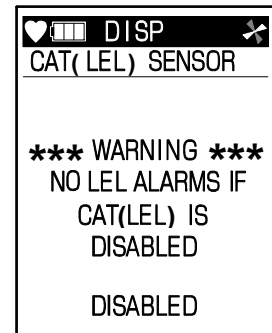 DISP
CAT(LEL) SENSOR
*** WARNING ***
NO LEL ALARMS IF
CAT(LEL) IS
DISABLED
DISABLED